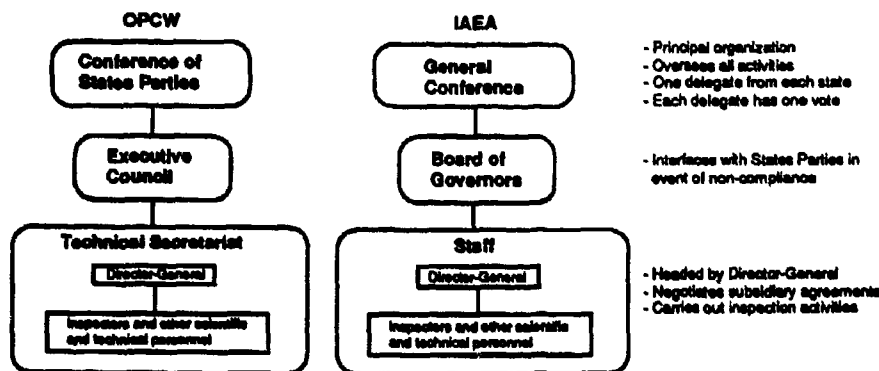 OPCW
Conference of
States Parties
Executive
Council
Technical Secretarist
Director-General
Inspectors and other scientific
and technical personnel
IAEA
General
Conference
Board of
Governors
Staff
Director-General
Inspectors and other scientific
and technical personnel
- Principal organization
- Oversees all activities
- One delegate from each state
- Each delegate has one vote
- Interfaces with States Parties in
event of non-compliance
- Headed by Director-General
- Negotiates subsidiary agreements
- Carries out inspection activities